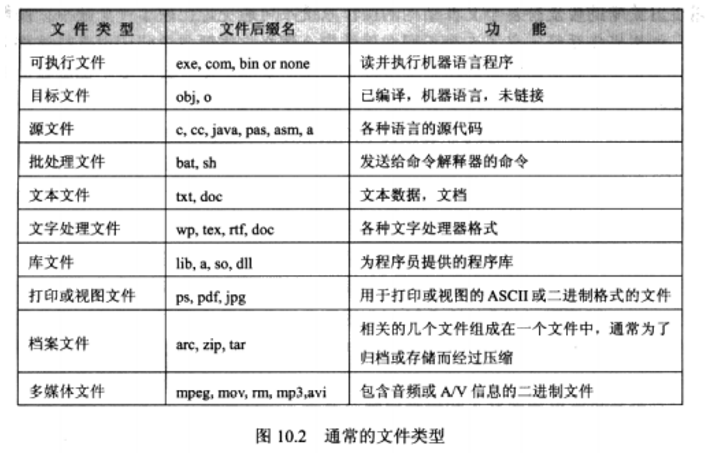 文件类型 文件后缀名 功能
可执行文件 exe, com, bin or none 读并执行机器语言程序
目标文件 obj, o 已编译，机器语言，未链接
源文件 c, cc, java, pas, asm, a 各种语言的源代码
批处理文件 bat, sh 发送给命令解释器的命令
文本文件 txt, doc 文本数据，文档
文字处理文件 wp, tex, rtf, doc 各种文字处理器格式
库文件 lib, a, so, dll 为程序员提供的程序库
打印或视图文件 ps, pdf, jpg 用于打印或视图的 ASCII 或二进制格式的文件
档案文件 arc, zip, tar 相关的几个文件组成在一个文件中，通常为了
归档或存储而经过压缩
多媒体文件 mpeg, mov, rm, mp3,avi 包含音频或 A/V 信息的二进制文件
图 10.2 通常的文件类型